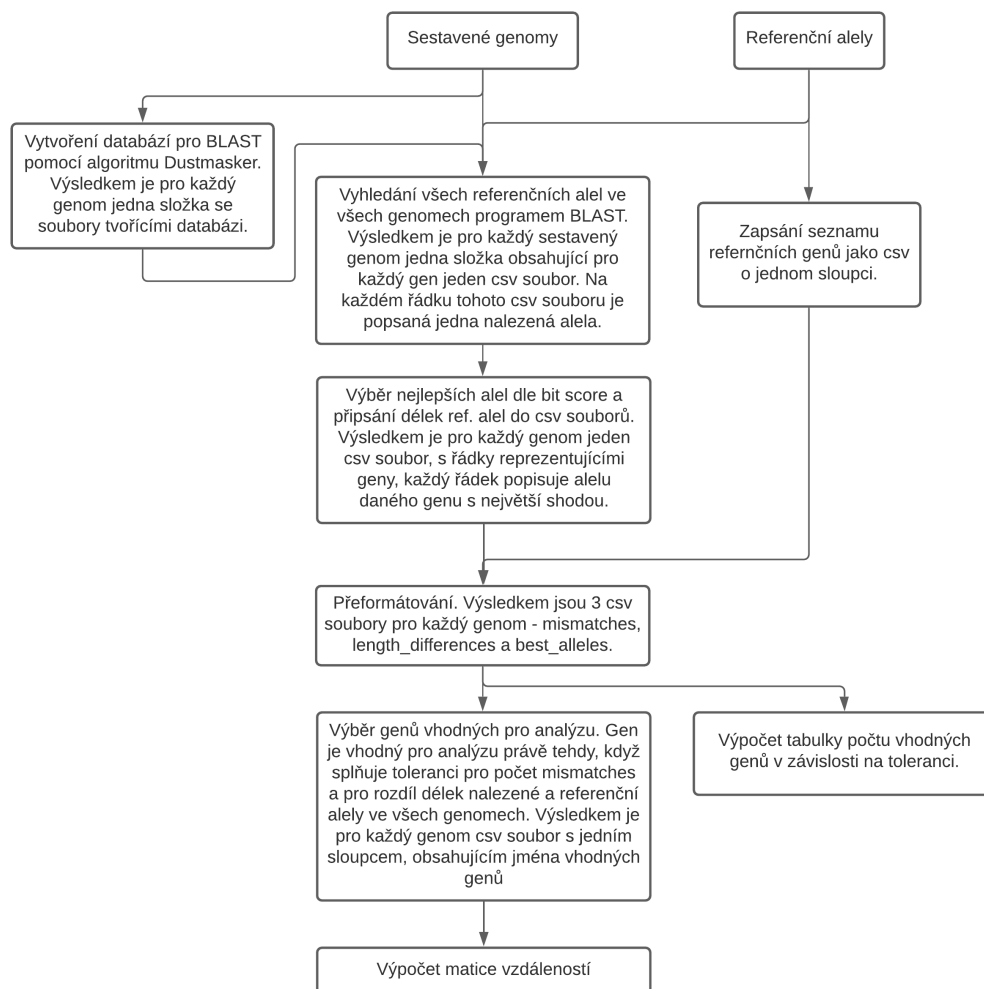 Sestavené genomy
Referenční alely
Vytvoření databází pro BLAST
pomocí algoritmu Dustmasker.
Výsledkem je pro každý
genom jedna složka se
soubory tvořícími databázi.
Vyhledání všech referenčních alel ve
všech genomech programem BLAST.
Výsledkem je pro každý sestavený
genom jedna složka obsahující pro
každý gen jeden csv soubor. Na
každém řádku tohoto csv souboru je
popsaná jedna nalezená alela.
Zapsání seznamu
refernčních genů jako csv
o jednom sloupci.
Výběr nejlepších alel dle bit score a
připsání délek ref. alel do csv souborů.
Výsledkem je pro každý genom jeden
csv soubor, s řádky reprezentujícími
geny, každý řádek popisuje alelu
daného genu s největší shodou.
Přeformátování. Výsledkem jsou 3 csv
soubory pro každý genom - mismatches,
length_differences a best_alleles.
Výběr genů vhodných pro analýzu. Gen
je vhodný pro analýzu právě tehdy, když
splňuje toleranci pro počet mismatches
a pro rozdíl délek nalezené a referenční
alely ve všech genomech. Výsledkem je
pro každý genom csv soubor s jedním
sloupcem, obsahujícím jména vhodných
genů
Výpočet tabulky počtu vhodných
genů v závislosti na toleranci.
Výpočet matice vzdáleností